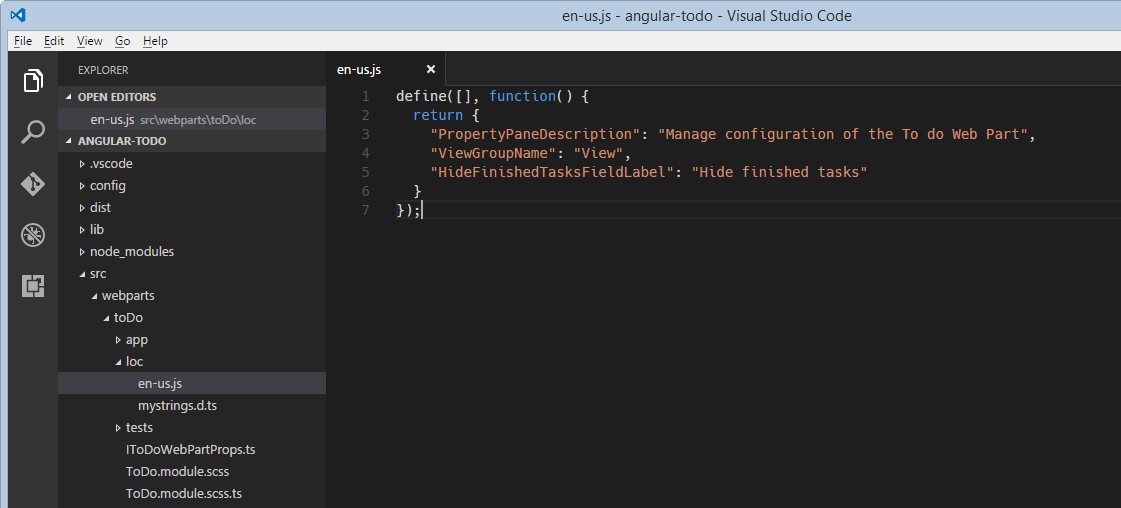 en-us.js - angular-todo - Visual Studio Code
File Edit View Go Help
EXPLORER
OPEN EDITORS
en-us.js src\webparts\toDo\loc
ANGULAR-TODO
.vscode
config
dist
lib
node_modules
src
webparts
toDo
app
loc
en-us.js
mystrings.d.ts
tests
IToDoWebPartProps.ts
ToDo.module.scss
ToDo.module.scss.ts
en-us.js ×
1 define([], function() {
2 return {
3 "PropertyPaneDescription": "Manage configuration of the To do Web Part",
4 "ViewGroupName": "View",
5 "HideFinishedTasksFieldLabel": "Hide finished tasks"
6 }
7 });